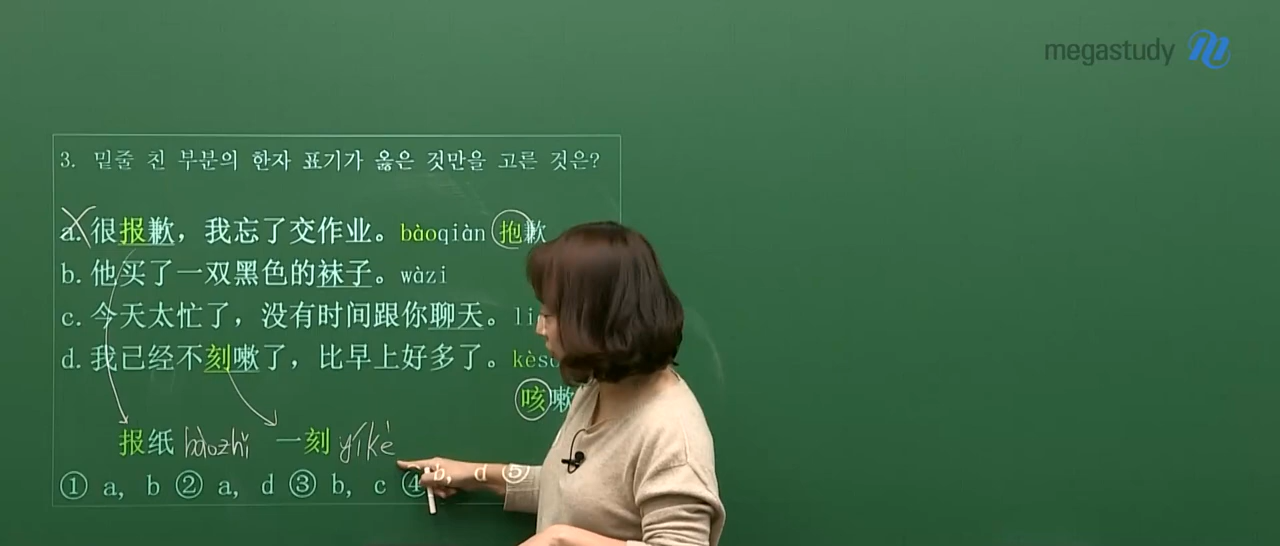 megastudy
3. 밑줄 친 부분의 한자 표기가 옳은 것만을 고른 것은?
a. 很报歉，我忘了交作业。bàoqiàn 抱歉
b. 他买了一双黑色的袜子。wàzi
c. 今天太忙了，没有时间跟你聊天。li
d. 我已经不刻嗽了，比早上好多了。kès
咳嗽
报纸 bàozhǐ 一刻 yíkè
① a, b ② a, d ③ b, c ④ b, d ⑤